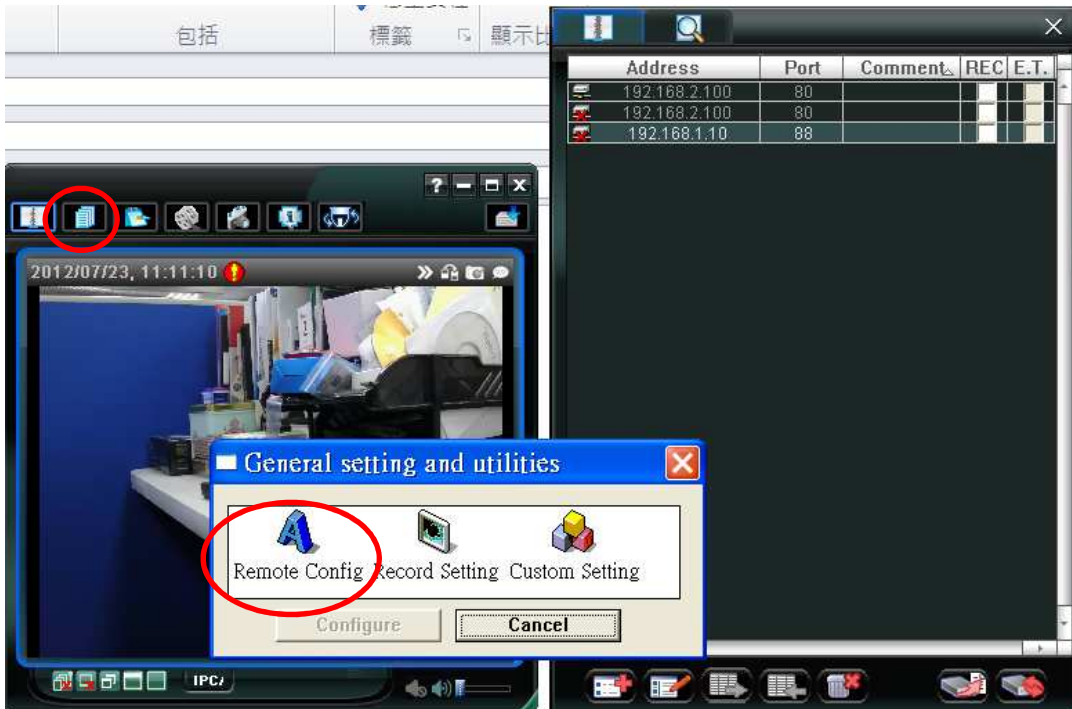 包括
標籤
顯示比
Address Port Comment REC E.T.
192.168.2.100 80
192.168.2.100 80
192.168.1.10 88
?
2012/07/23, 11:11:10
General setting and utilities
Remote Config Record Setting Custom Setting
Configure Cancel